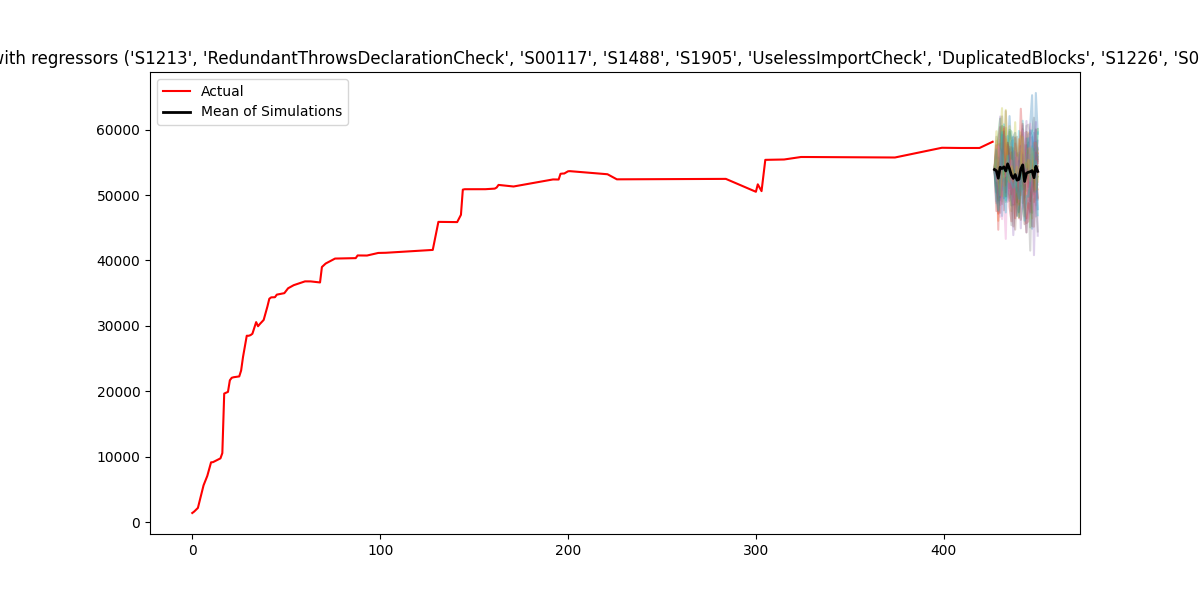 with regressors ('S1213', 'RedundantThrowsDeclarationCheck', 'S00117', 'S1488', 'S1905', 'UselessImportCheck', 'DuplicatedBlocks', 'S1226', 'S0
Actual
Mean of Simulations
60000
50000
40000
30000
20000
10000
0
0 100 200 300 400